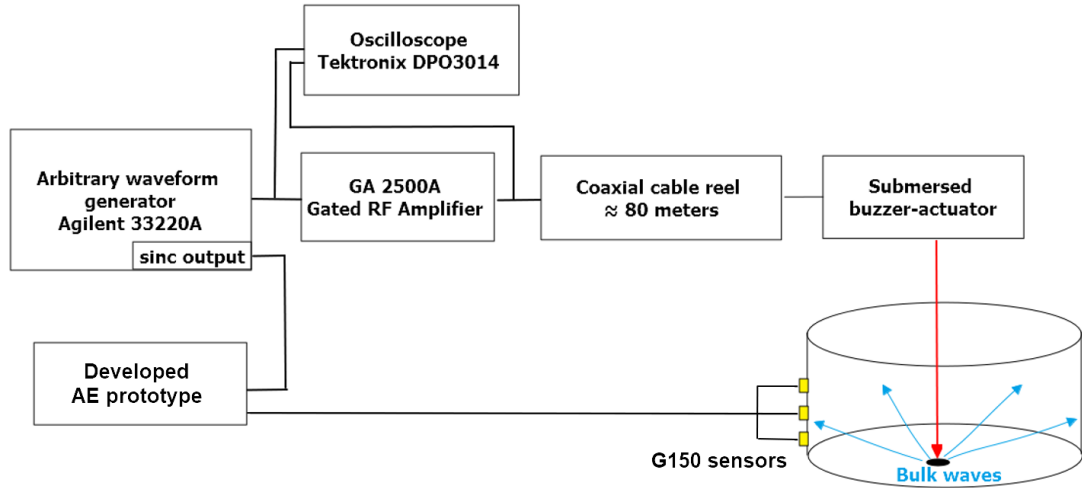 Oscilloscope
Tektronix DPO3014
Arbitrary waveform
generator
Agilent 33220A
sinc output
GA 2500A
Gated RF Amplifier
Coaxial cable reel
≈ 80 meters
Submersed
buzzer-actuator
Developed
AE prototype
G150 sensors
Bulk waves